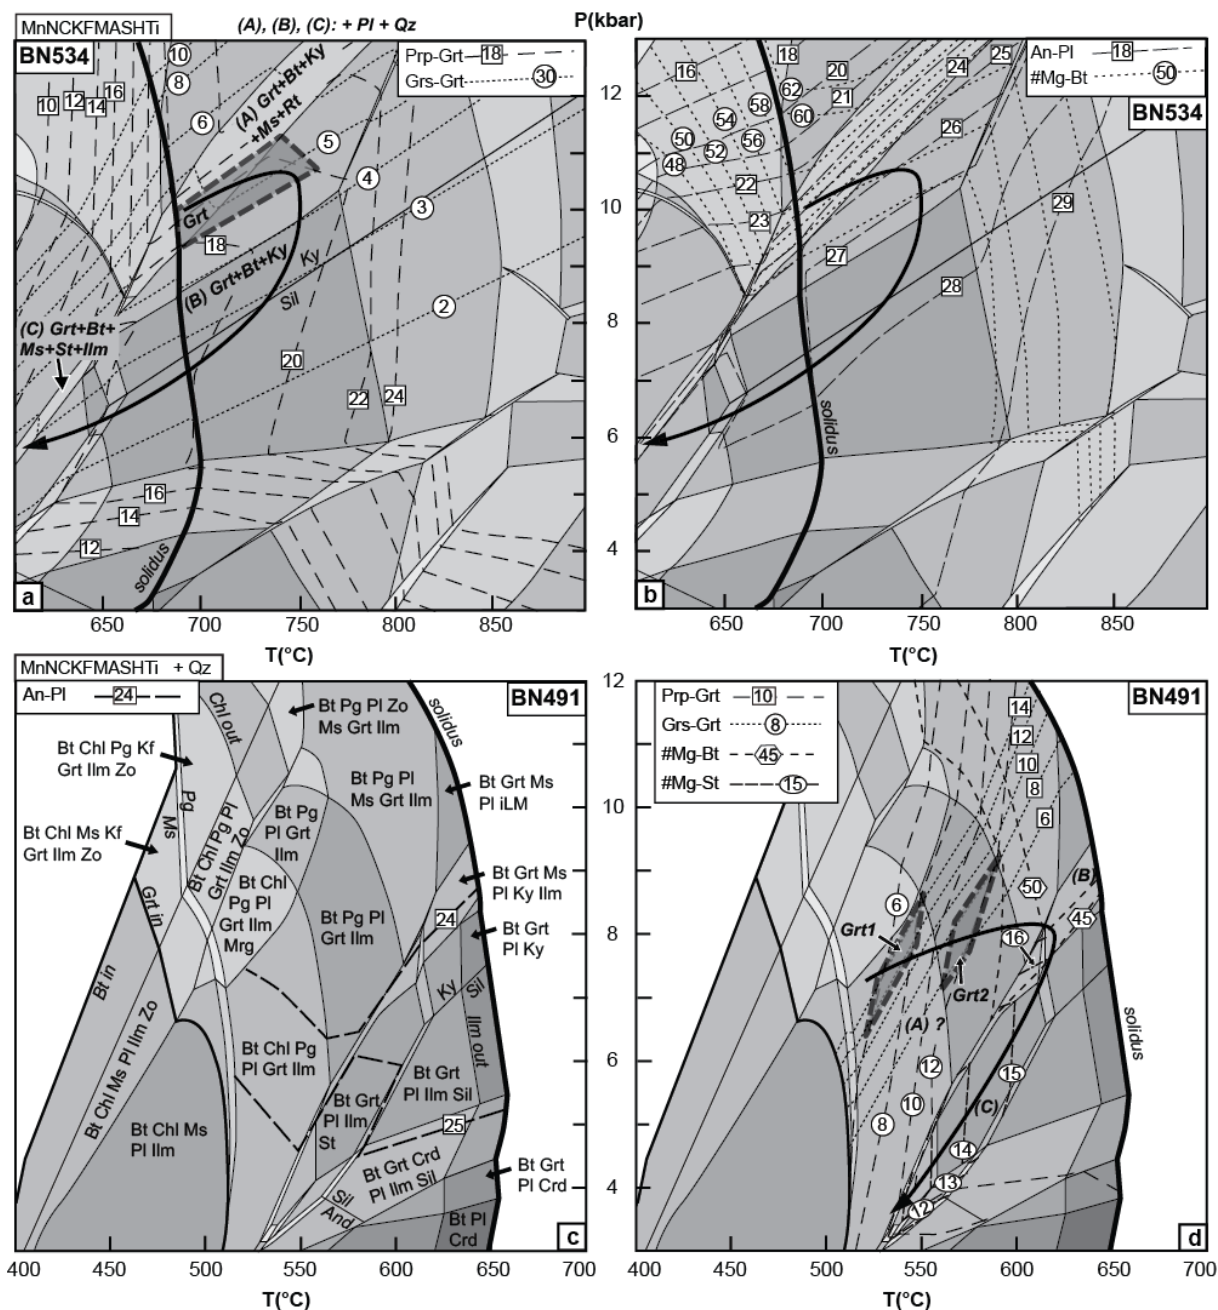 MnNCKFMASHTi
(A), (B), (C): + Pl + Qz
P(kbar)
BN534
Prp-Grt 18
Grs-Grt 30
10
8
6
10
12
14
16
(A) Grt+Bt+Ky
+Ms+Rt
5
4
3
2
Grt
18
(B) Grt+Bt+Ky
Ky
Sil
(C) Grt+Bt+
Ms+St+Ilm
20
22
24
16
14
12
solidus
a
650
700
750
800
850
T(°C)
An-Pl 18
#Mg-Bt 50
BN534
12
10
8
6
4
16
18
20
21
24
25
62
58
60
54
56
50
52
48
22
23
26
27
28
29
solidus
b
650
700
750
800
850
T(°C)
MnNCKFMASHTi + Qz
An-Pl 24
BN491
Chl out
Bt Pg Pl Zo
Ms Grt Ilm
solidus
Bt Chl Pg Kf
Grt Ilm Zo
Pg
Ms
Bt Pg Pl
Ms Grt Ilm
Bt Grt Ms
Pl iLM
Bt Chl Ms Kf
Grt Ilm Zo
Bt Chl Pg Pl
Grt Ilm Zo
Bt Pg
Pl Grt
Ilm
Grt in
Bt Chl
Pg Pl
Grt Ilm
Mrg
Bt Grt Ms
Pl Ky Ilm
24
Bt Pg Pl
Grt Ilm
Bt Grt
Pl Ky
Bt in
Ky
Sil
Ilm out
Bt Chl Ms Pl Ilm Zo
Bt Chl Pg
Pl Grt Ilm
Bt Grt
Pl Ilm Sil
Bt Grt
Pl Ilm
St
25
Bt Chl Ms
Pl Ilm
Bt Grt Crd
Pl Ilm Sil
Bt Grt
Pl Crd
Sil
And
Bt Pl
Crd
c
400
450
500
550
600
650
700
T(°C)
12
10
8
6
4
Prp-Grt 10
Grs-Grt 8
#Mg-Bt 45
#Mg-St 15
BN491
14
12
10
8
6
50
(B)
45
6
Grt1
16
Grt2
(A) ?
solidus
12
15
10
(C)
8
14
13
12
d
400
450
500
550
600
650
700
T(°C)